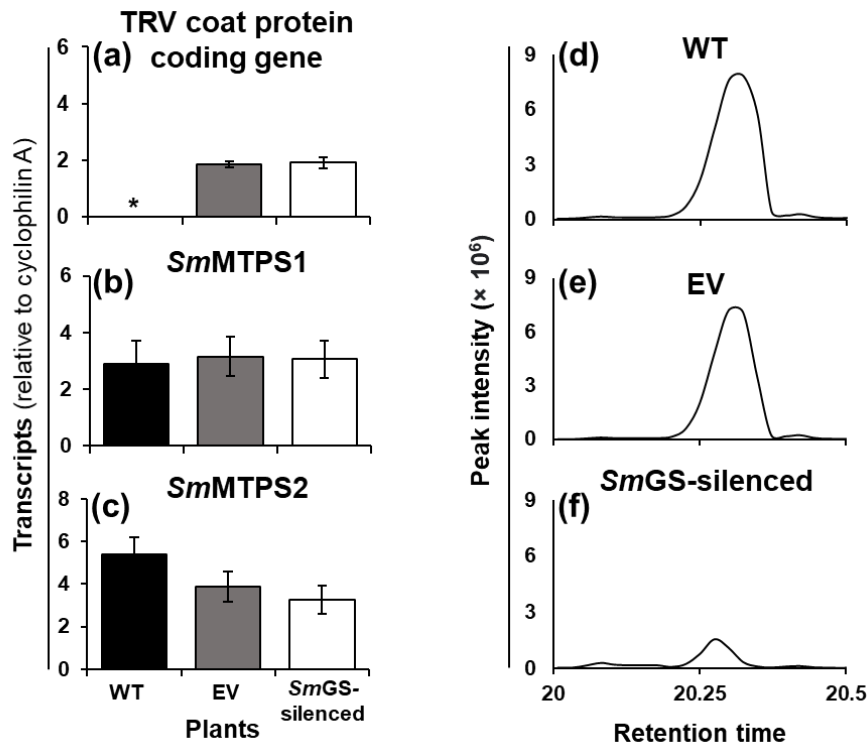 TRV coat protein
coding gene
(a)
6
4
2
0
*
SmMTPS1
(b)
6
4
2
0
SmMTPS2
(c)
8
6
4
2
0
WT
EV
SmGS-
silenced
Plants
Transcripts (relative to cyclophilin A)
(d)
WT
9
6
3
0
(e)
EV
9
6
3
0
SmGS-silenced
(f)
9
6
3
0
20
20.25
20.5
Retention time
Peak intensity (× 10⁶)